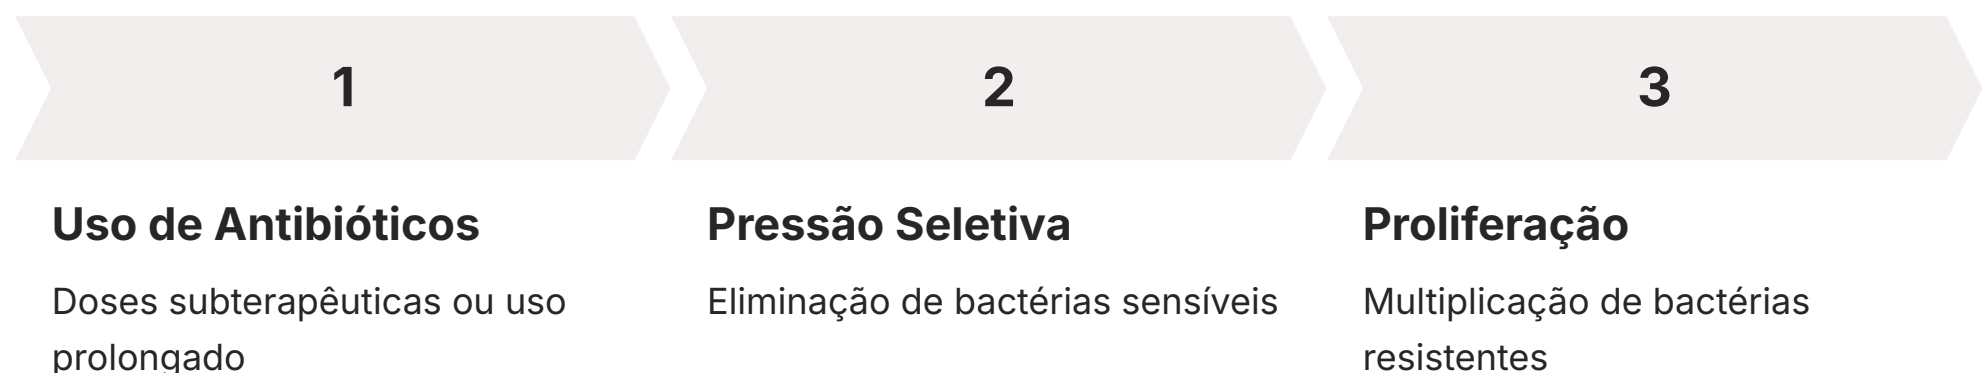 1
2
3
Uso de Antibióticos
Doses subterapêuticas ou uso
prolongado
Pressão Seletiva
Eliminação de bactérias sensíveis
Proliferação
Multiplicação de bactérias
resistentes